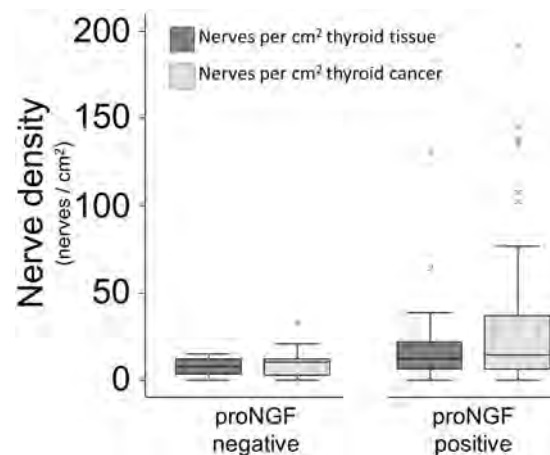 200
150
100
50
0
Nerve density
(nerves / cm²)
Nerves per cm² thyroid tissue
Nerves per cm² thyroid cancer
proNGF
negative
proNGF
positive